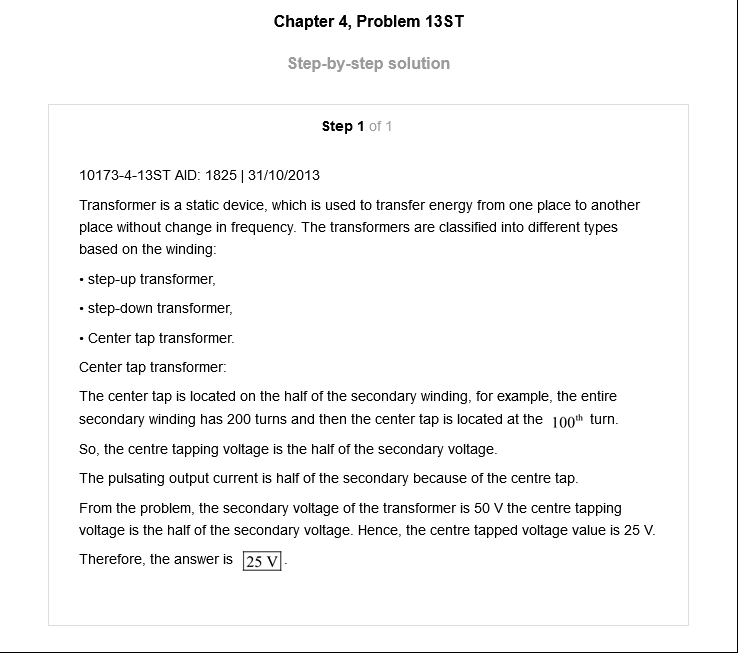 Chapter 4, Problem 13ST
Step-by-step solution
Step 1 of 1
10173-4-13ST AID: 1825 | 31/10/2013
Transformer is a static device, which is used to transfer energy from one place to another
place without change in frequency. The transformers are classified into different types
based on the winding:
• step-up transformer,
• step-down transformer,
• Center tap transformer.
Center tap transformer:
The center tap is located on the half of the secondary winding, for example, the entire
secondary winding has 200 turns and then the center tap is located at the 100th turn.
So, the centre tapping voltage is the half of the secondary voltage.
The pulsating output current is half of the secondary because of the centre tap.
From the problem, the secondary voltage of the transformer is 50 V the centre tapping
voltage is the half of the secondary voltage. Hence, the centre tapped voltage value is 25 V.
Therefore, the answer is 25 V.